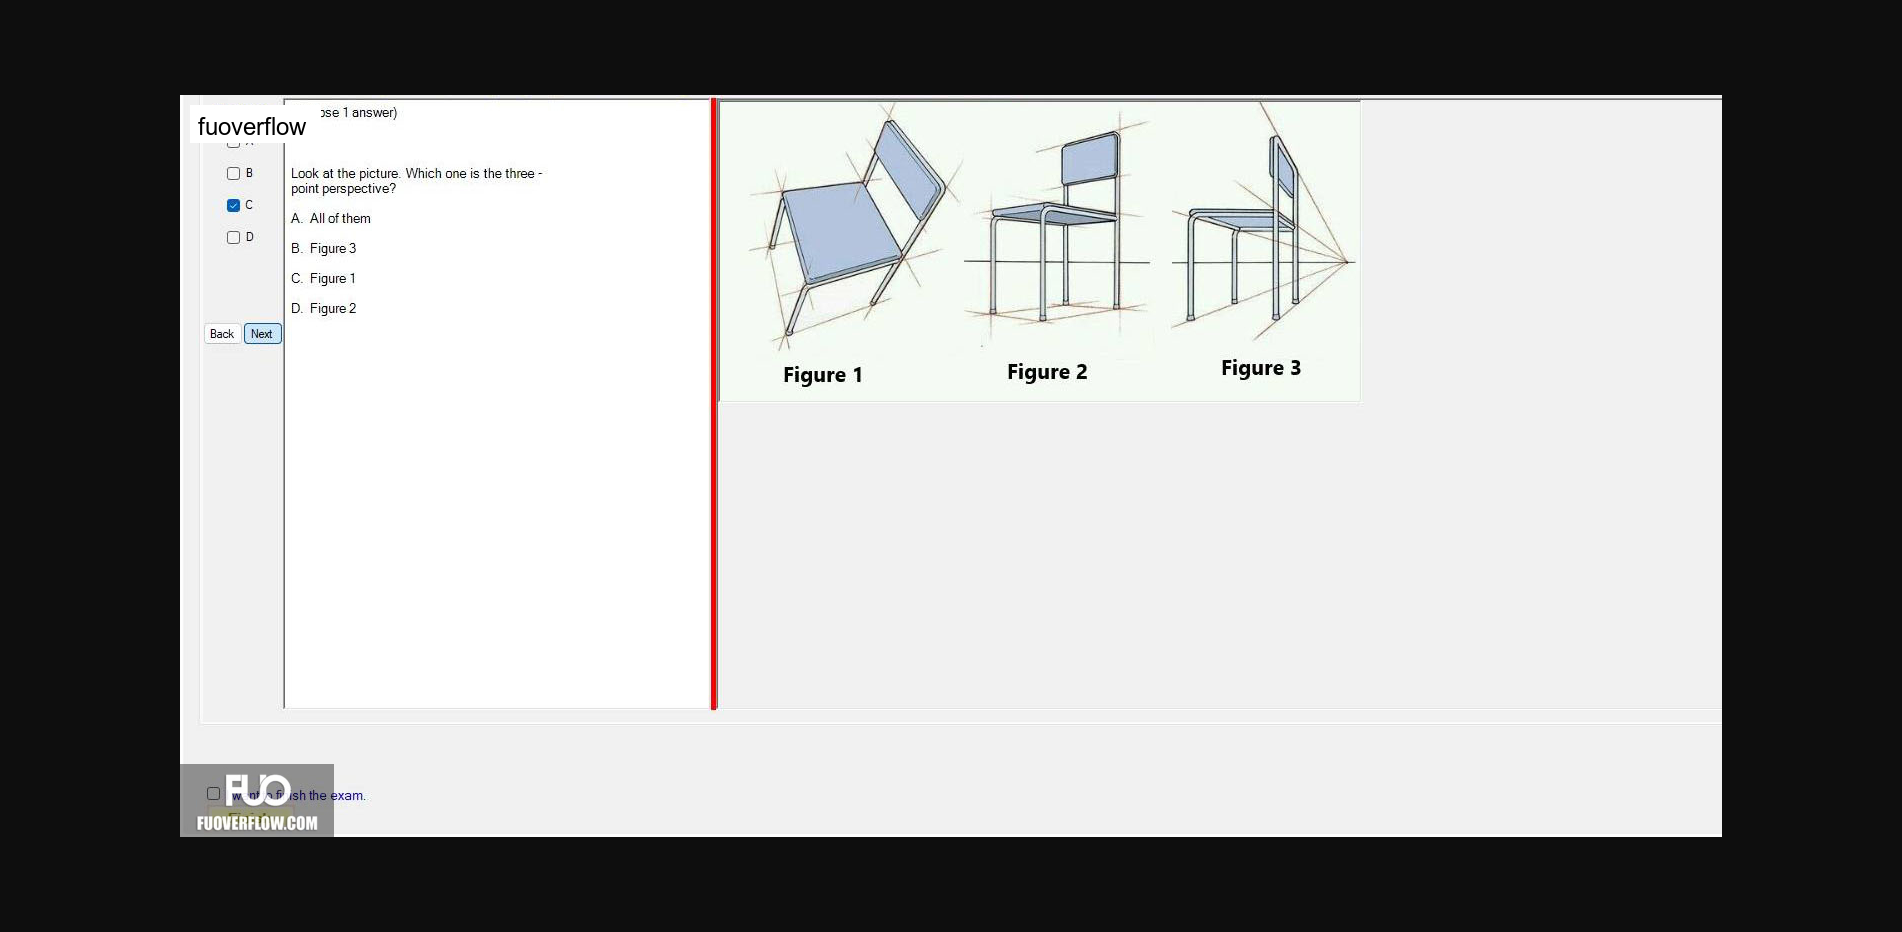 fuoverflow
ose 1 answer)
B
C
D
Look at the picture. Which one is the three -
point perspective?
A. All of them
B. Figure 3
C. Figure 1
D. Figure 2
Back
Next
Figure 1
Figure 2
Figure 3
finish the exam.
FUO
FUOVERFLOW.COM